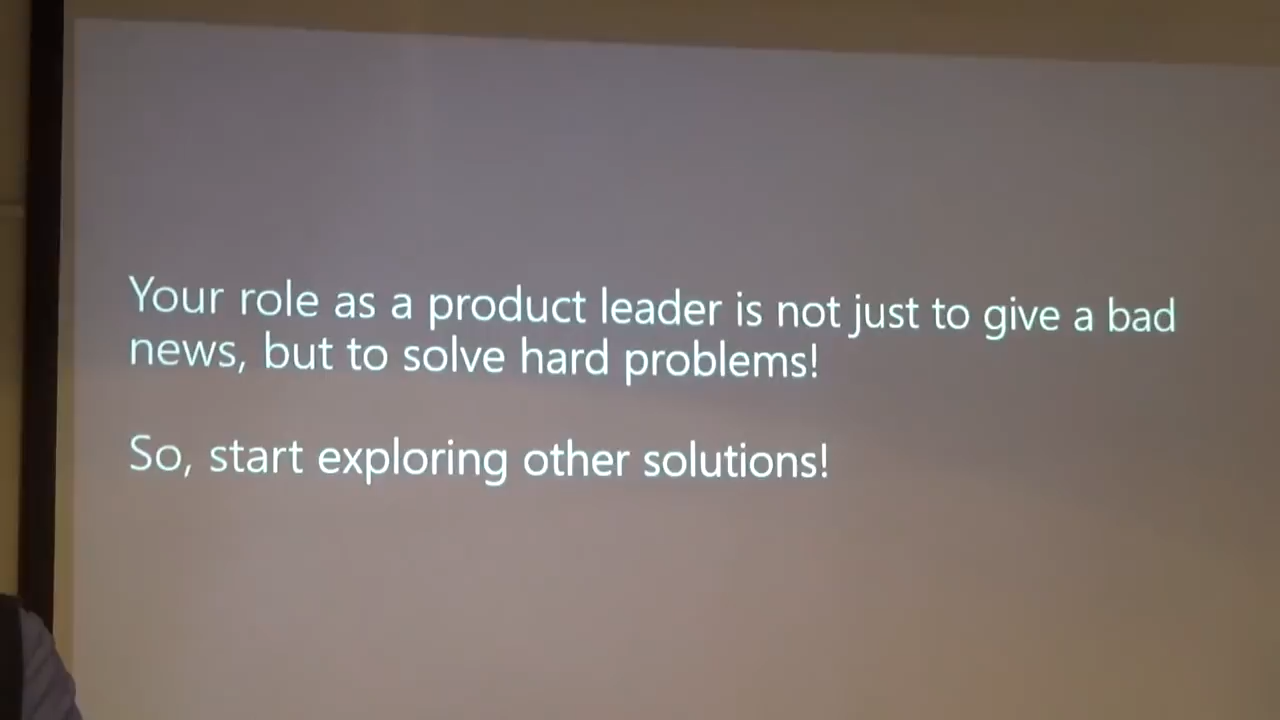 Your role as a product leader is not just to give a bad
news, but to solve hard problems!
So, start exploring other solutions!